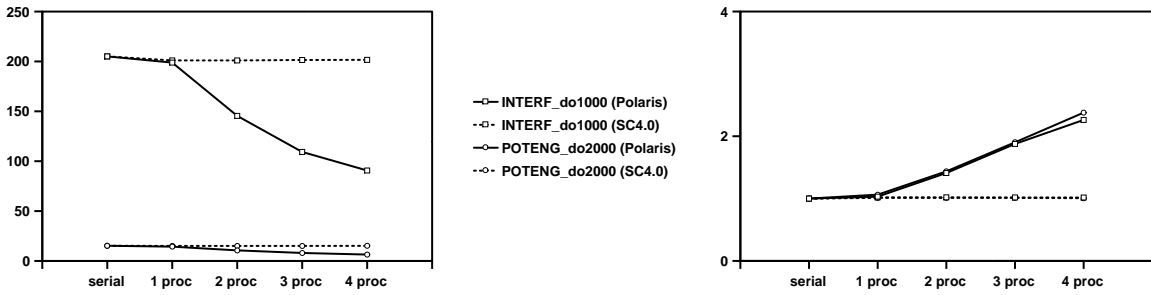 250
200
150
100
50
0
serial 1 proc 2 proc 3 proc 4 proc
INTERF_do1000 (Polaris)
INTERF_do1000 (SC4.0)
POTENG_do2000 (Polaris)
POTENG_do2000 (SC4.0)
4
2
0
serial 1 proc 2 proc 3 proc 4 proc